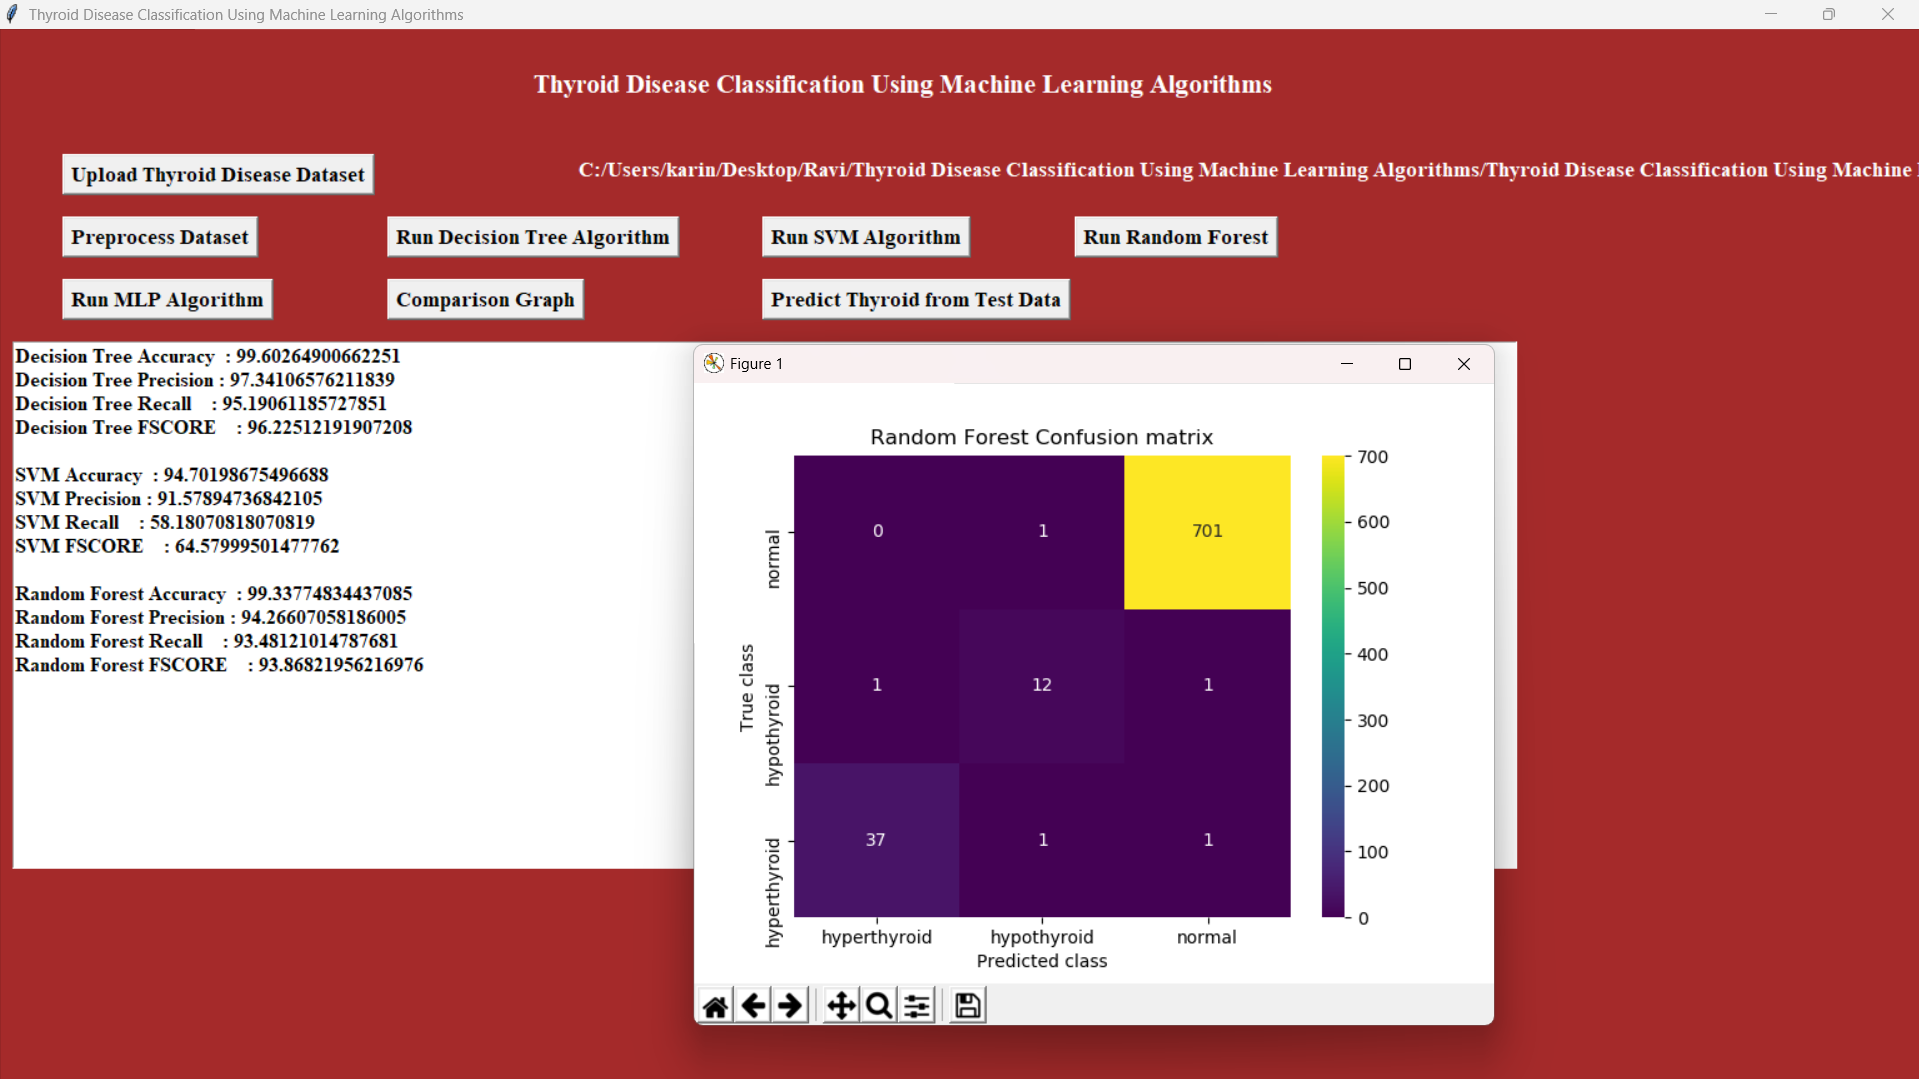 Thyroid Disease Classification Using Machine Learning Algorithms
Thyroid Disease Classification Using Machine Learning Algorithms
Upload Thyroid Disease Dataset
C:/Users/karin/Desktop/Ravi/Thyroid Disease Classification Using Machine Learning Algorithms/Thyroid Disease Classification Using Machine
Preprocess Dataset
Run Decision Tree Algorithm
Run SVM Algorithm
Run Random Forest
Run MLP Algorithm
Comparison Graph
Predict Thyroid from Test Data
Decision Tree Accuracy : 99.60264900662251
Decision Tree Precision : 97.34106576211839
Decision Tree Recall : 95.19061185727851
Decision Tree FSCORE : 96.22512191907208
SVM Accuracy : 94.70198675496688
SVM Precision : 91.57894736842105
SVM Recall : 58.18070818070819
SVM FSCORE : 64.57999501477762
Random Forest Accuracy : 99.33774834437085
Random Forest Precision : 94.26607058186005
Random Forest Recall : 93.48121014787681
Random Forest FSCORE : 93.86821956216976
Figure 1
Random Forest Confusion matrix
True class
normal
0 1 701
hypothyroid
1 12 1
hyperthyroid
37 1 1
hyperthyroid hypothyroid normal
Predicted class
700
600
500
400
300
200
100
0